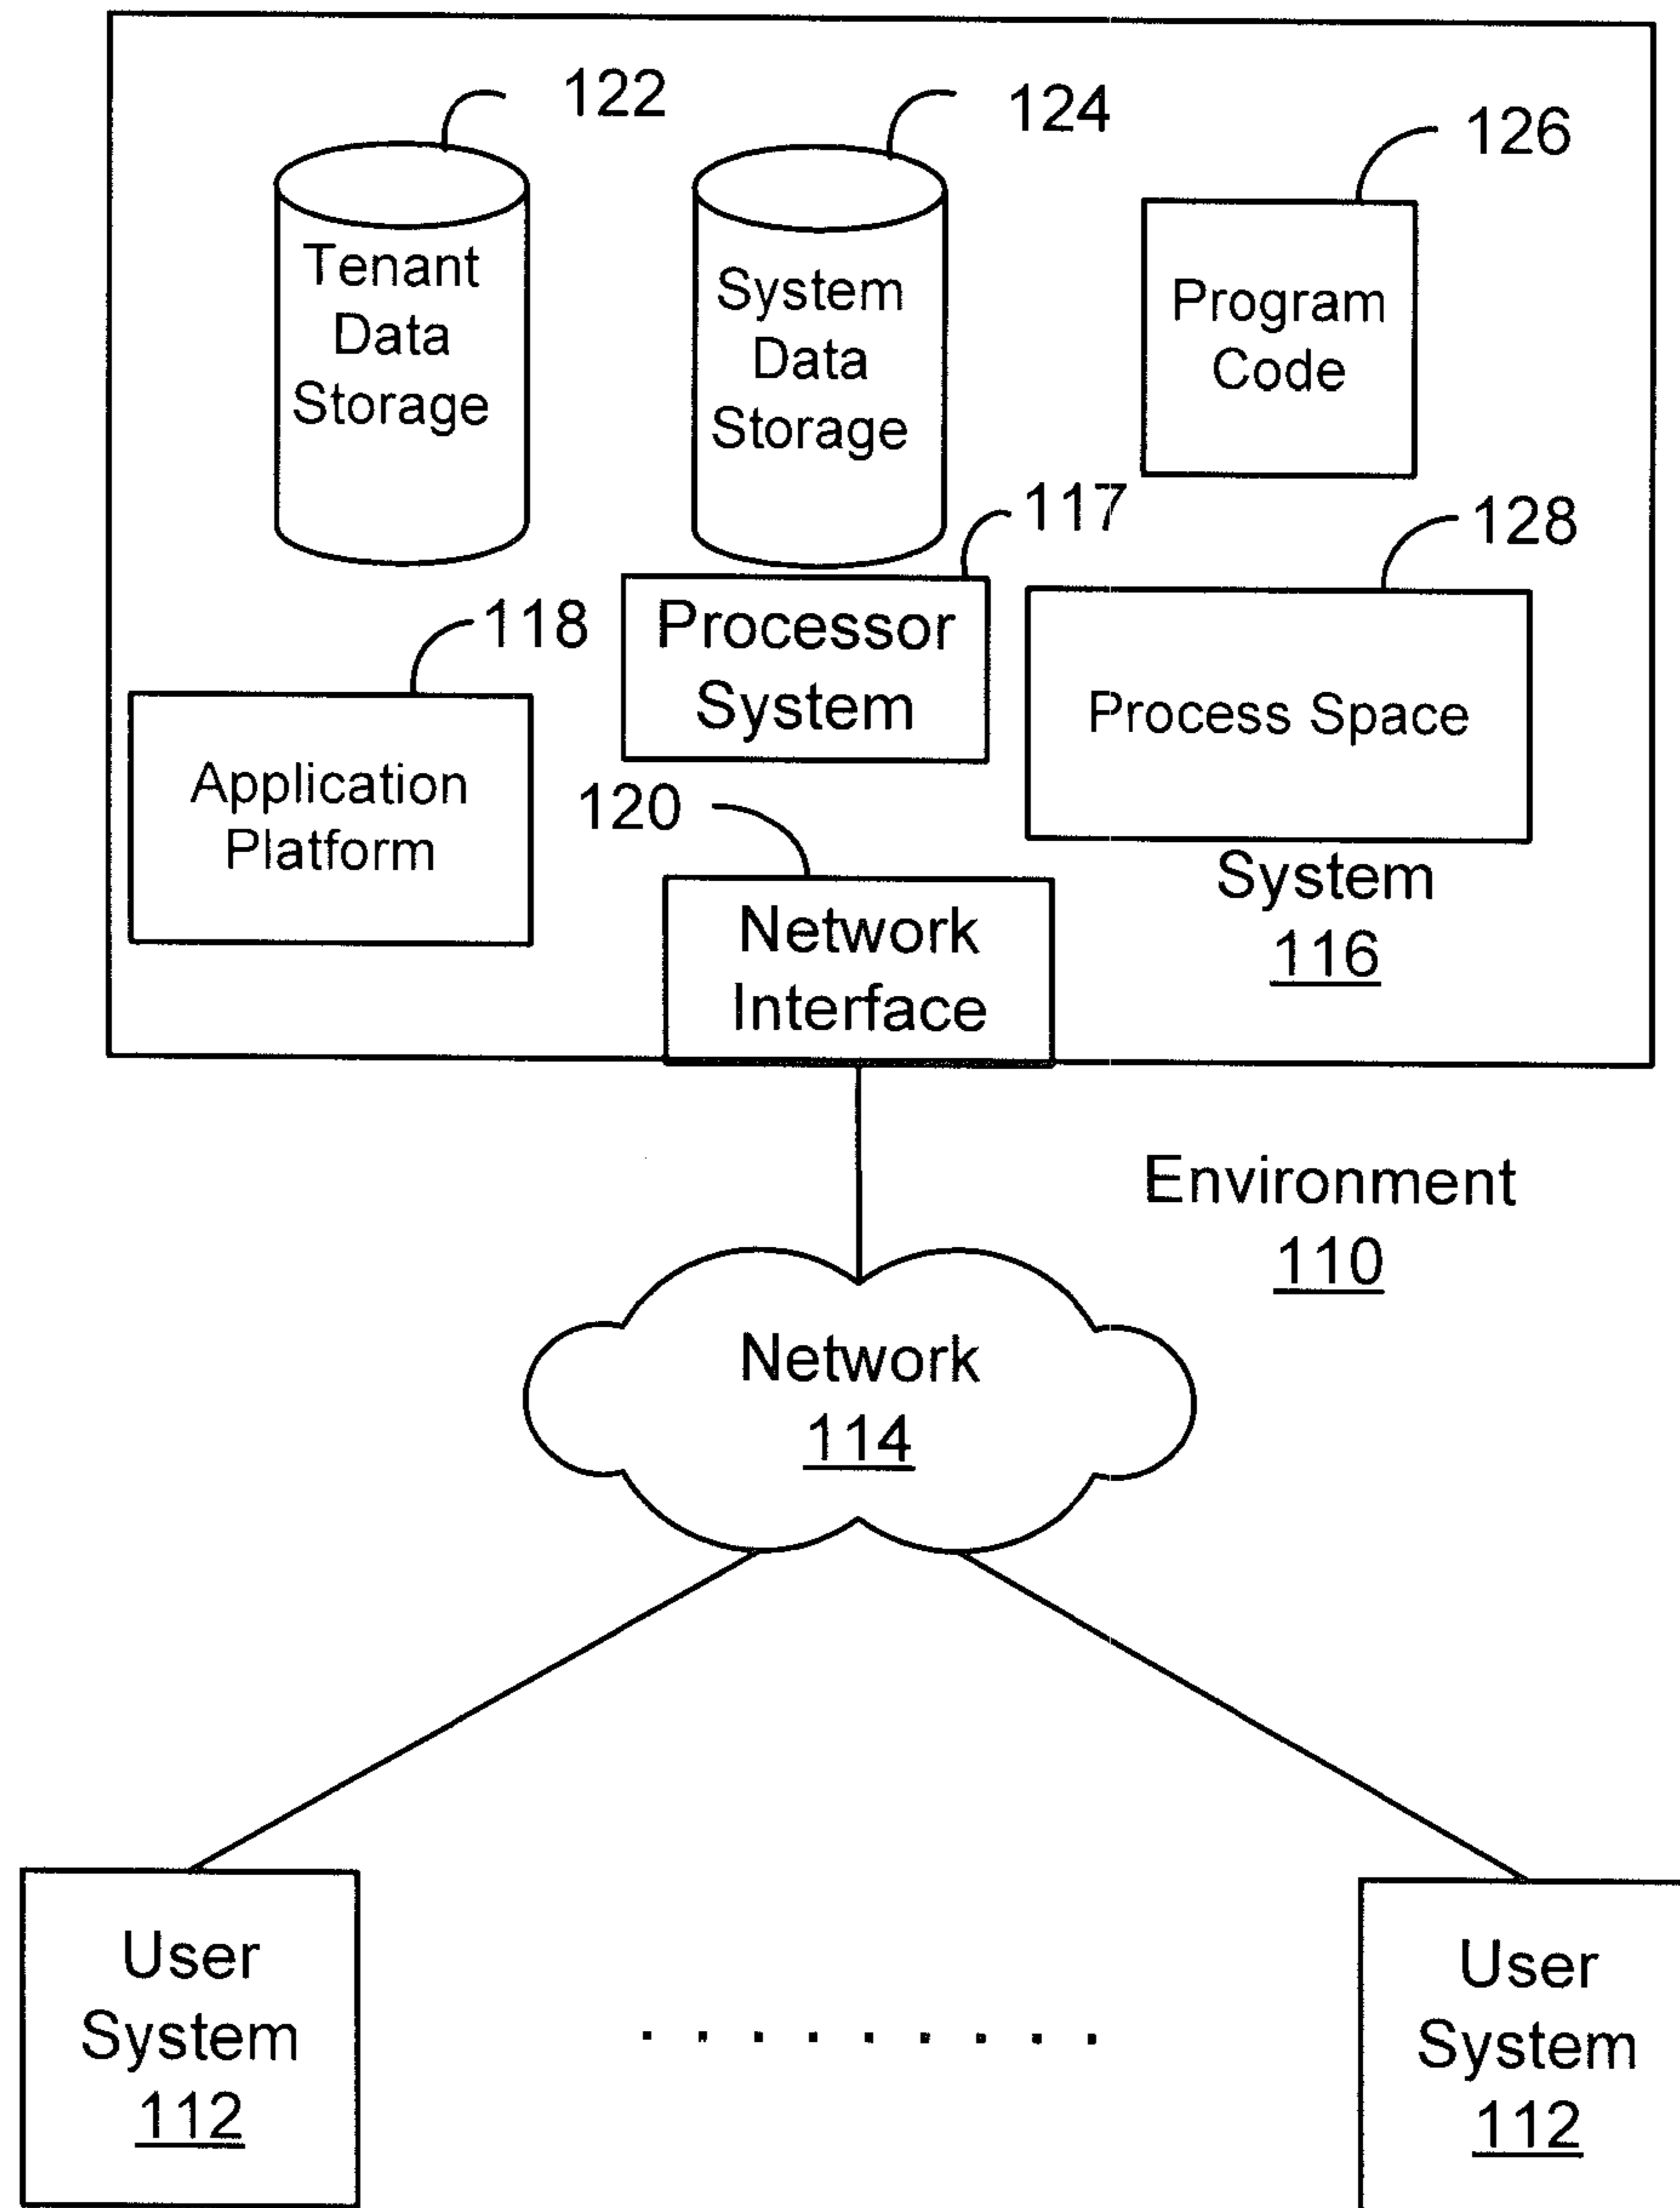 122
124
126
Tenant
Data
Storage
System
Data
Storage
Program
Code
117
128
118
Processor
System
Process Space
Application
Platform
120
System
116
Network
Interface
Environment
110
Network
114
User
System
112
. . . . . . . . .
User
System
112